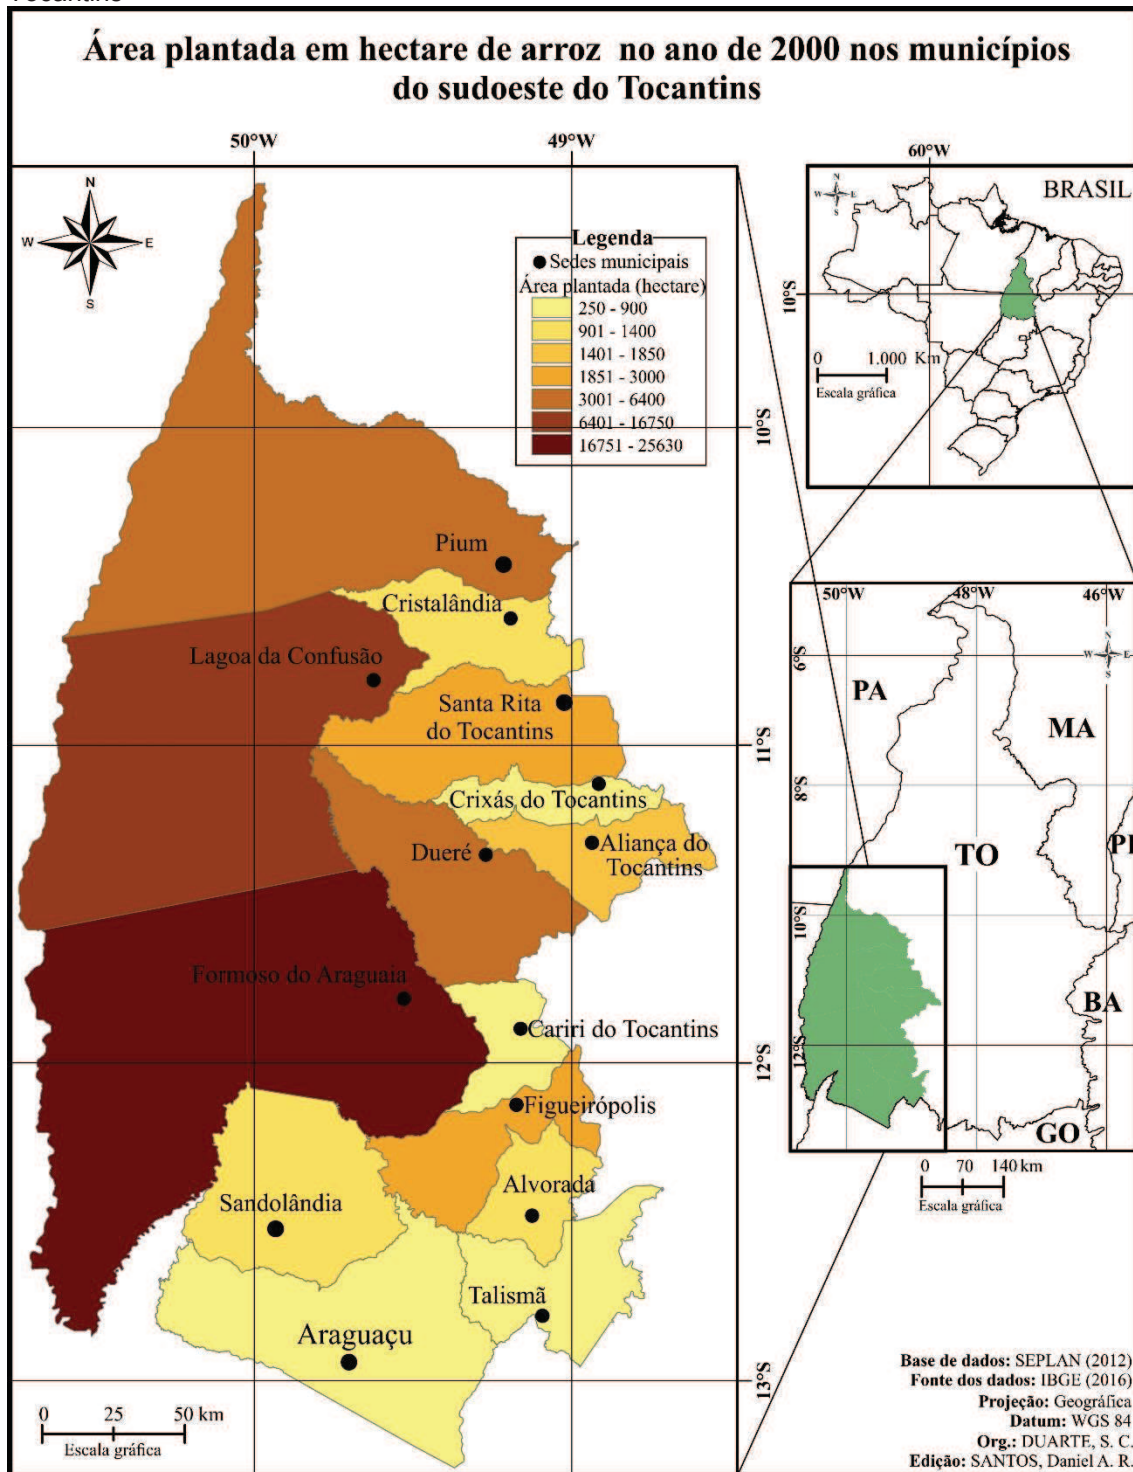 Área plantada em hectare de arroz no ano de 2000 nos municípios
do sudoeste do Tocantins
50°W
49°W
N
W
E
S
Legenda
Sedes municipais
Área plantada (hectare)
250 - 900
901 - 1400
1401 - 1850
1851 - 3000
3001 - 6400
6401 - 16750
16751 - 25630
10°S
11°S
12°S
13°S
Pium
Cristalândia
Lagoa da Confusão
Santa Rita
do Tocantins
Crixás do Tocantins
Dueré
Aliança do
Tocantins
Formoso do Araguaia
Cariri do Tocantins
Figueirópolis
Alvorada
Sandolândia
Talismã
Araguaçu
0 25 50 km
Escala gráfica
60°W
BRASIL
N
W
E
S
10°S
0 1.000 Km
Escala gráfica
50°W
48°W
46°W
N
W
E
S
6°S
8°S
10°S
12°S
PA
MA
TO
PI
BA
GO
0 70 140 km
Escala gráfica
Base de dados: SEPLAN (2012)
Fonte dos dados: IBGE (2016)
Projeção: Geográfica
Datum: WGS 84
Org.: DUARTE, S. C.
Edição: SANTOS, Daniel A. R.